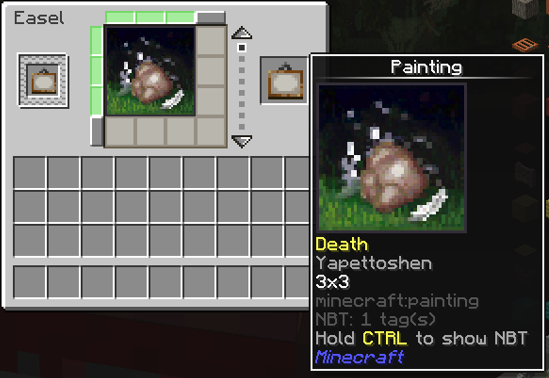 Easel
Painting
Death
Yapettoshen
3x3
minecraft:painting
NBT: 1 tag(s)
Hold CTRL to show NBT
Minecraft